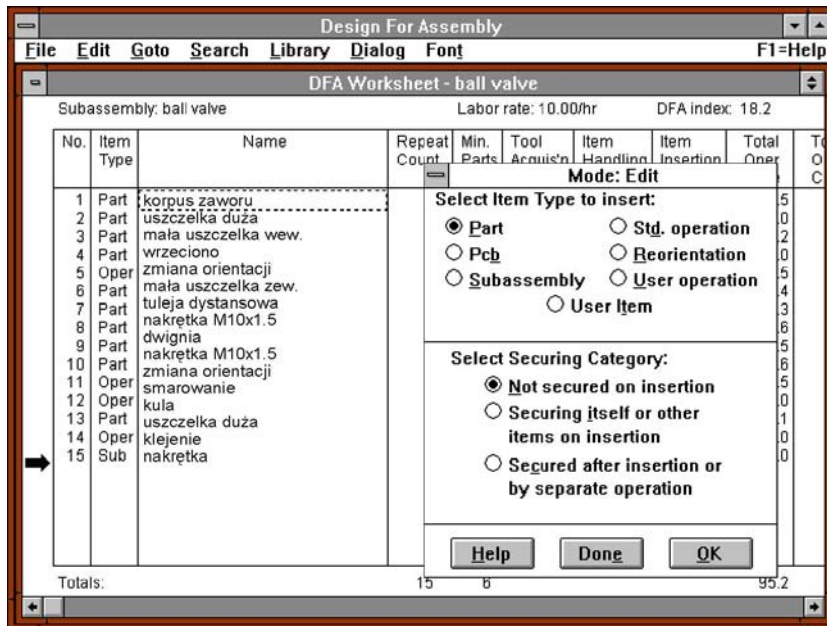 Design For Assembly
File Edit Goto Search Library Dialog Font F1=Help
DFA Worksheet - ball valve
Subassembly: ball valve Labor rate: 10.00/hr DFA index: 18.2
No. Item Type
Name
Repeat Count
Min. Parts
Tool Acquis'n
Item Handling
Item Insertion
Total Oper
1 Part
2 Part
3 Part
4 Part
5 Oper
6 Part
7 Part
8 Part
9 Part
10 Part
11 Oper
12 Oper
13 Part
14 Oper
15 Sub
korpus zaworu
uszczelka duża
mała uszczelka wew.
wrzeciono
zmiana orientacji
mała uszczelka zew.
tuleja dystansowa
nakrętka M10x1.5
dwignia
nakrętka M10x1.5
zmiana orientacji
smarowanie
kula
uszczelka duża
klejenie
nakrętka
Mode: Edit
Select Item Type to insert:
Part Std. operation
Pcb Reorientation
Subassembly User operation
User Item
Select Securing Category:
Not secured on insertion
Securing itself or other
items on insertion
Secured after insertion or
by separate operation
Help Done OK
Totals: 15 6 95.2